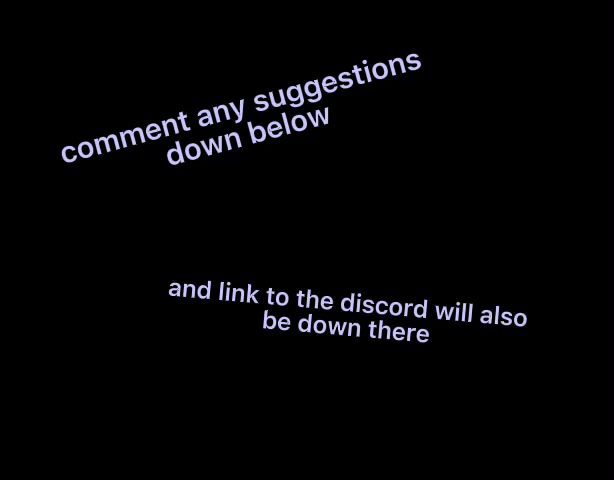 comment any suggestions
down below
and link to the discord will also
be down there